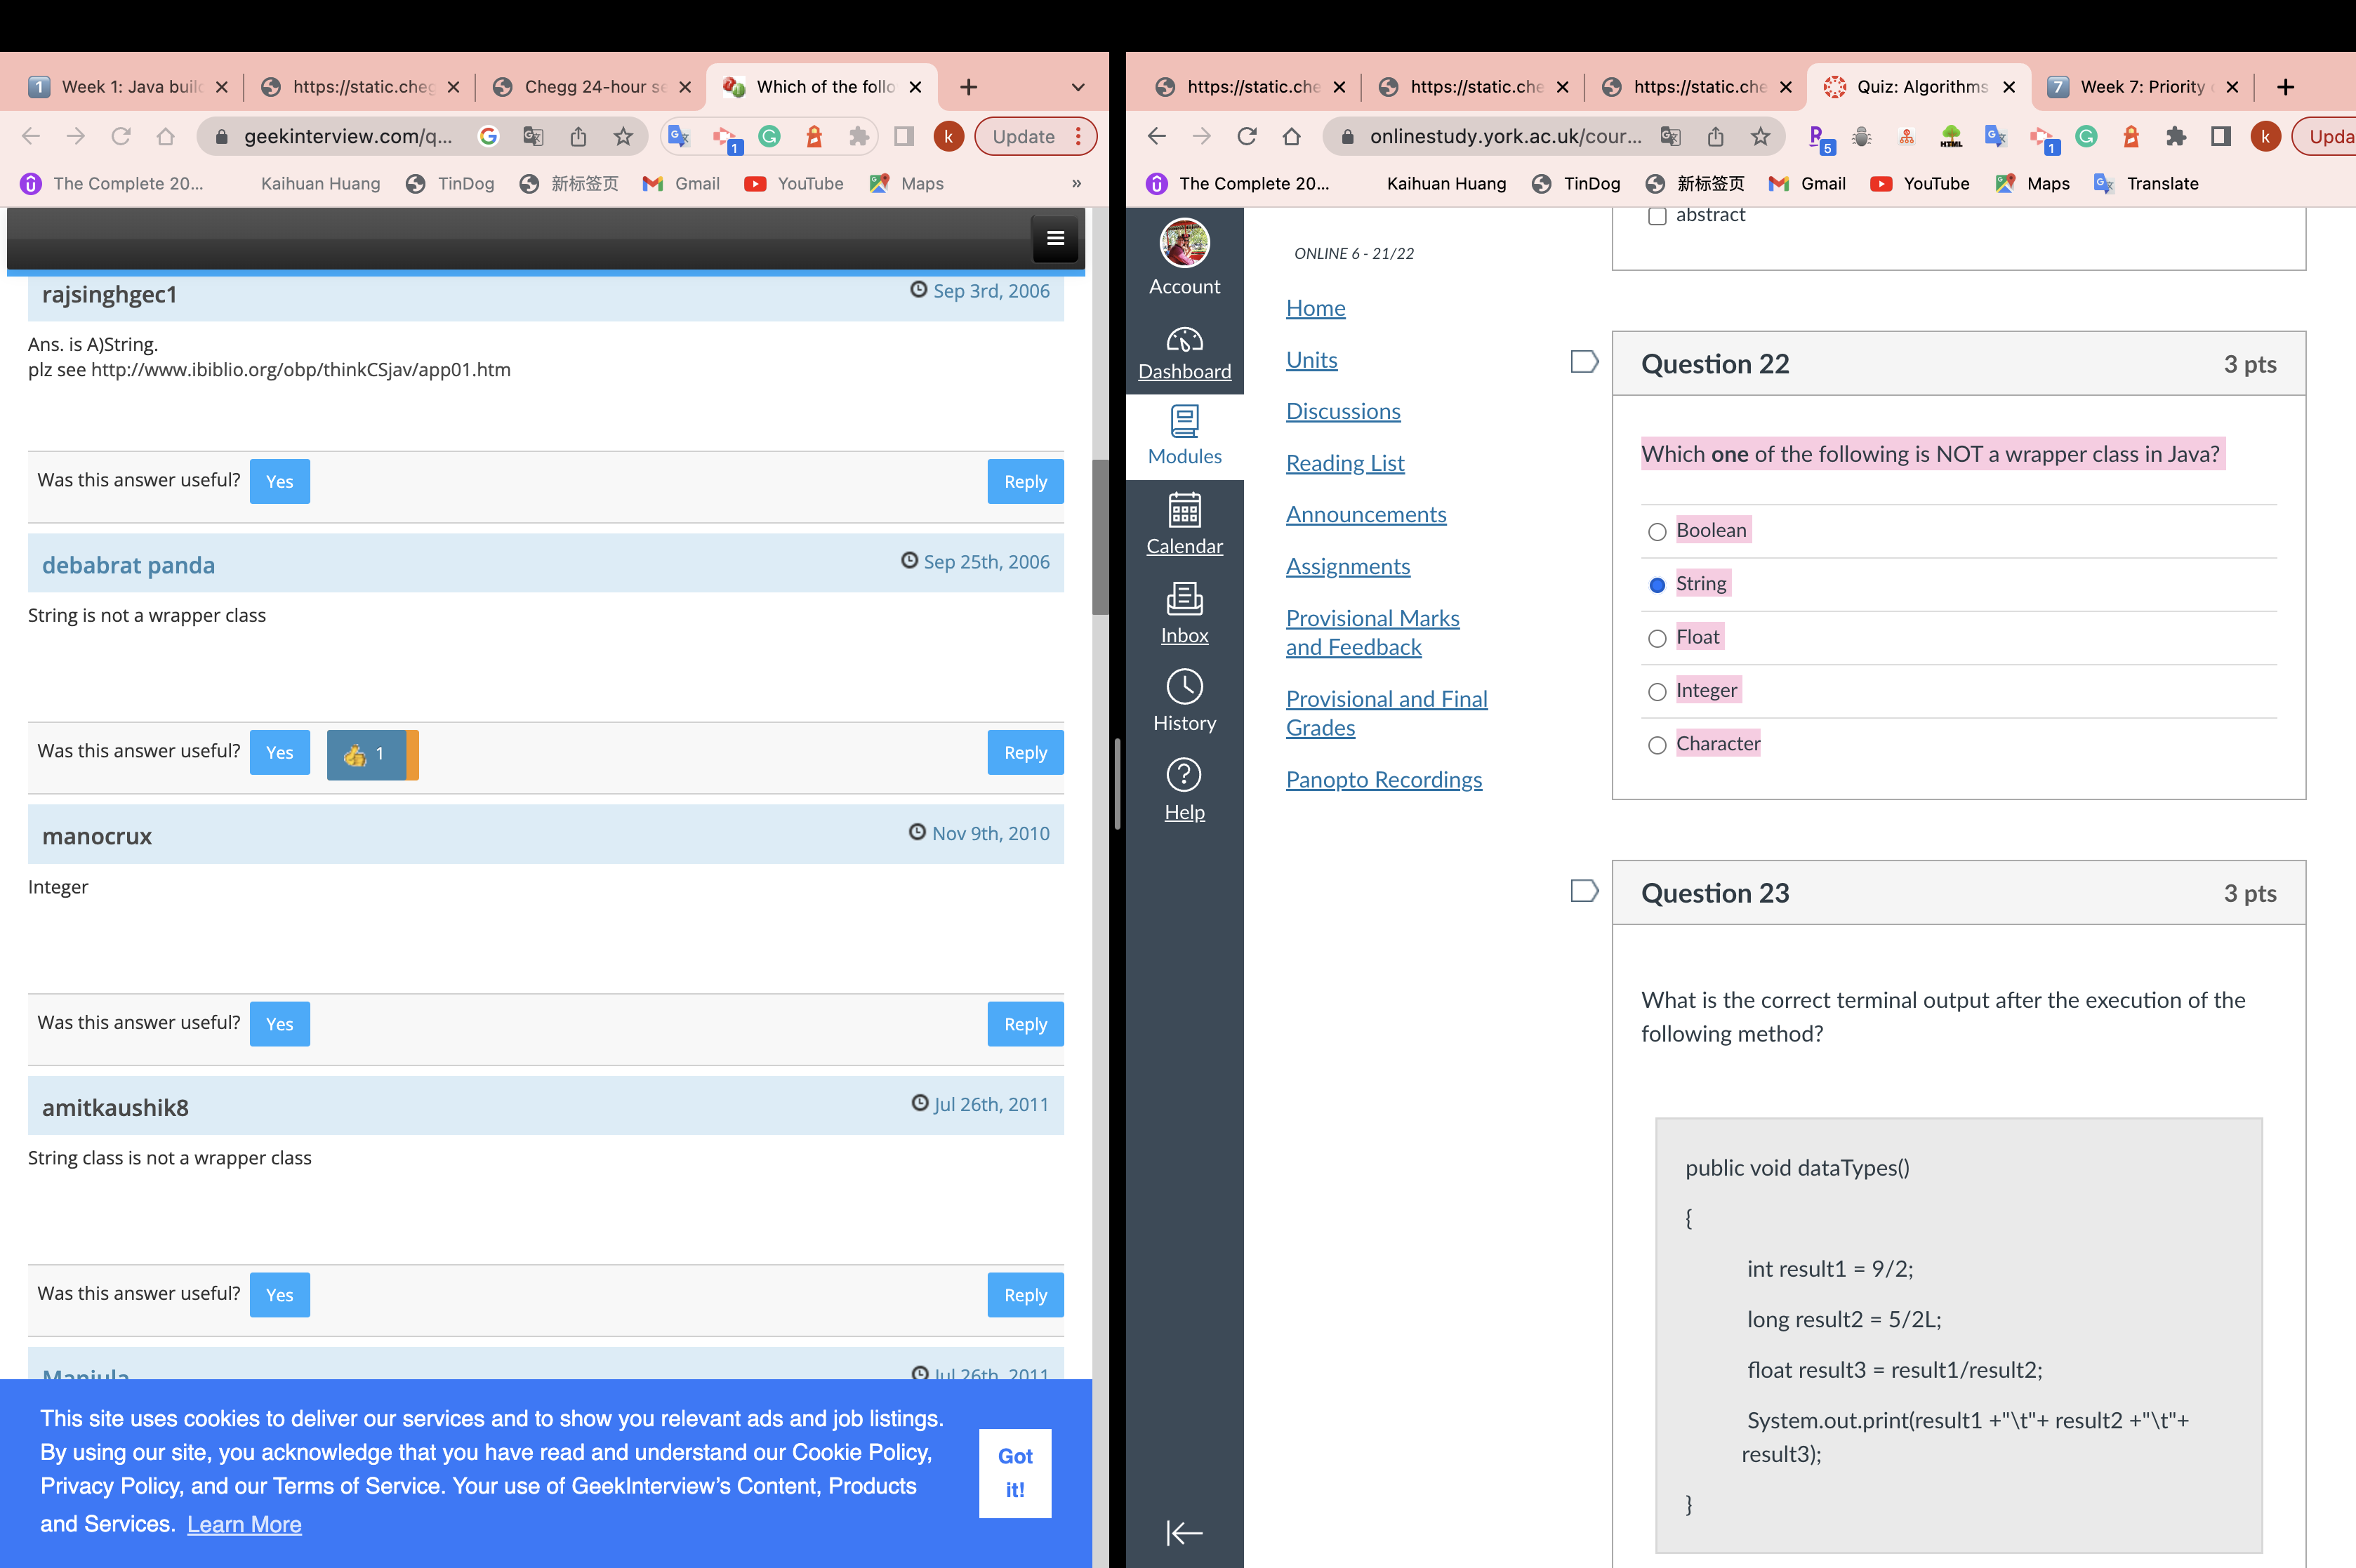 Week 1: Java buil
https://static.cheg
Chegg 24-hour se
Which of the follo
geekinterview.com/q...
1
k
Update
The Complete 20...
Kaihuan Huang
TinDog
新标签页
Gmail
YouTube
Maps
»
rajsinghgec1
Sep 3rd, 2006
Ans. is A)String.
plz see http://www.ibiblio.org/obp/thinkCSjav/app01.htm
Was this answer useful? Yes
Reply
debabrat panda
Sep 25th, 2006
String is not a wrapper class
Was this answer useful? Yes 1
Reply
manocrux
Nov 9th, 2010
Integer
Was this answer useful? Yes
Reply
amitkaushik8
Jul 26th, 2011
String class is not a wrapper class
Was this answer useful? Yes
Reply
Manjula
Jul 26th, 2011
This site uses cookies to deliver our services and to show you relevant ads and job listings.
By using our site, you acknowledge that you have read and understand our Cookie Policy,
Privacy Policy, and our Terms of Service. Your use of GeekInterview's Content, Products
and Services. Learn More
Got
it!
https://static.che
https://static.che
https://static.che
Quiz: Algorithms
7
Week 7: Priority
onlinestudy.york.ac.uk/cour...
5
HTML
1
k
Upda
The Complete 20...
Kaihuan Huang
TinDog
新标签页
Gmail
YouTube
Maps
Translate
Account
Dashboard
Modules
Calendar
Inbox
History
Help
ONLINE 6 - 21/22
Home
Units
Discussions
Reading List
Announcements
Assignments
Provisional Marks
and Feedback
Provisional and Final
Grades
Panopto Recordings
abstract
Question 22
3 pts
Which one of the following is NOT a wrapper class in Java?
Boolean
String
Float
Integer
Character
Question 23
3 pts
What is the correct terminal output after the execution of the
following method?
public void dataTypes()
{
int result1 = 9/2;
long result2 = 5/2L;
float result3 = result1/result2;
System.out.print(result1 +"\t"+ result2 +"\t"+
result3);
}